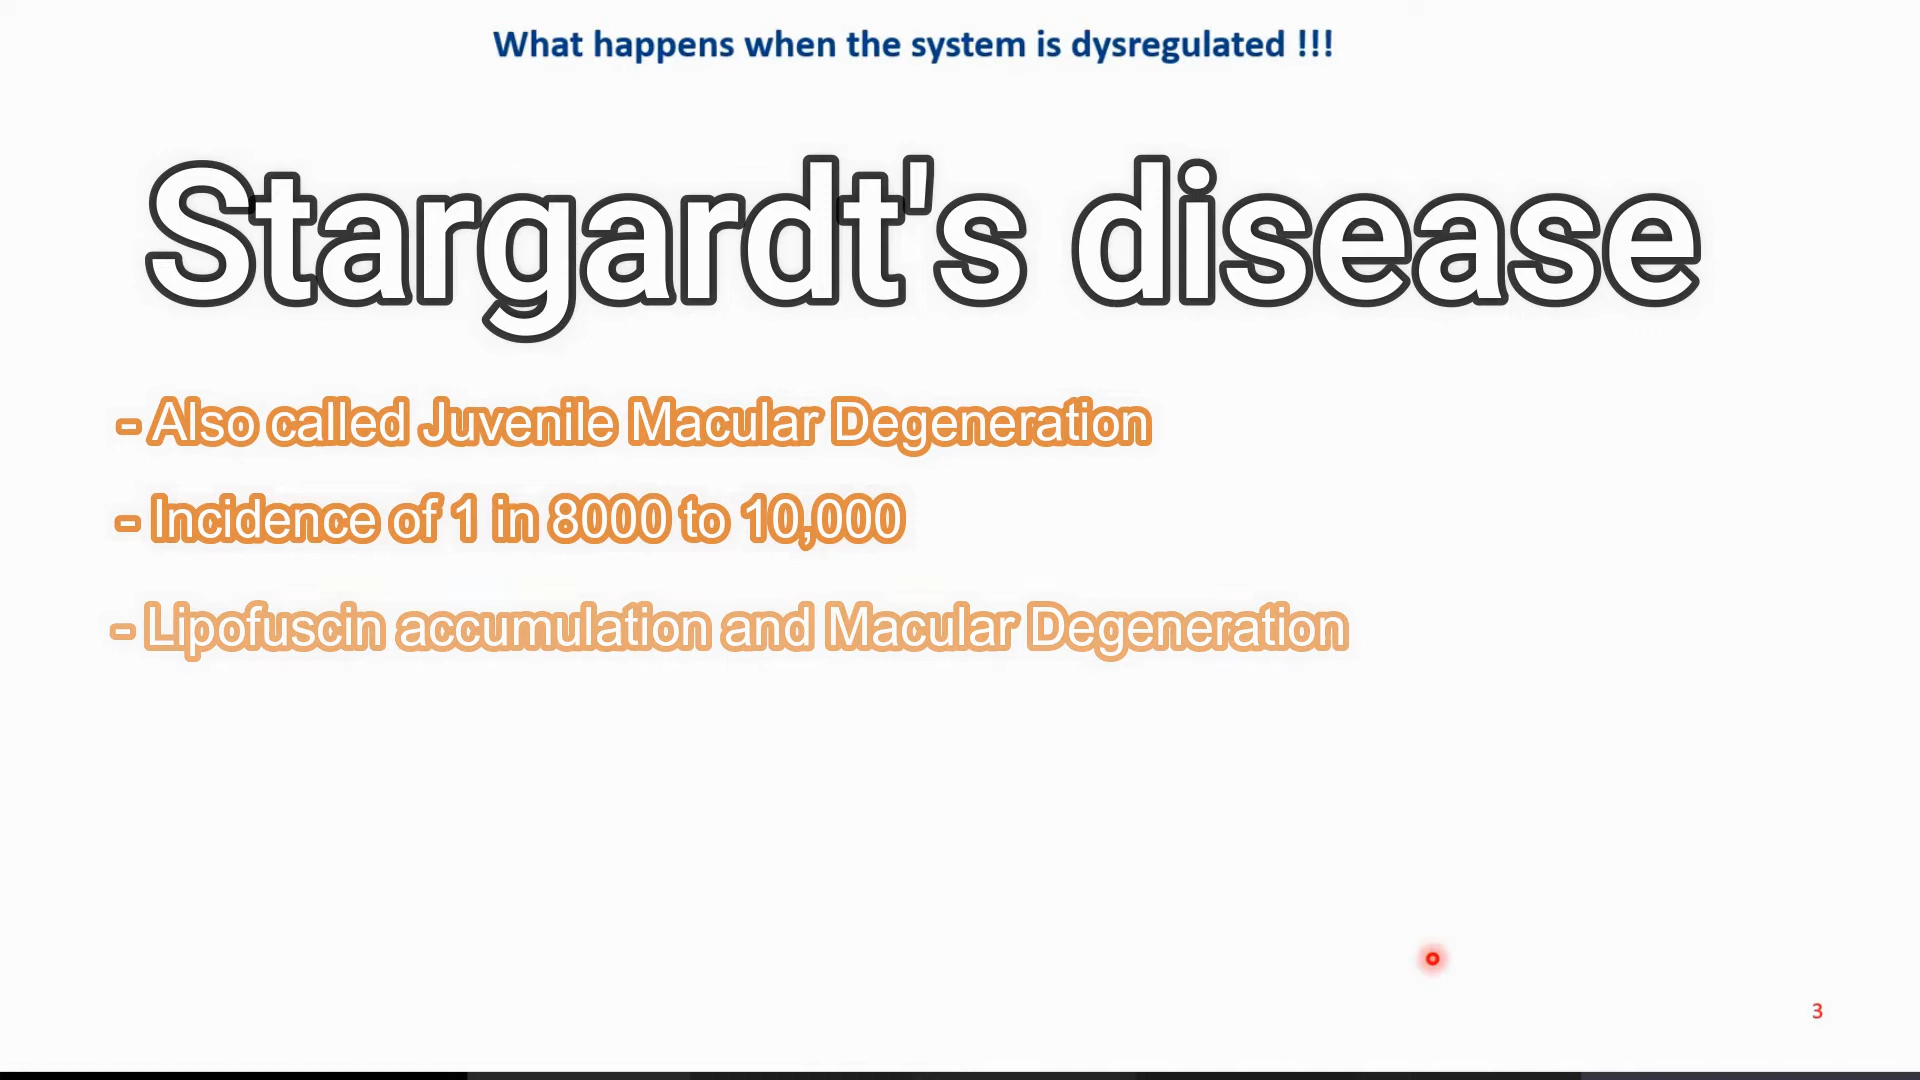 What happens when the system is dysregulated !!!
Stargardt's disease
- Also called Juvenile Macular Degeneration
- Incidence of 1 in 8000 to 10,000
- Lipofuscin accumulation and Macular Degeneration
3